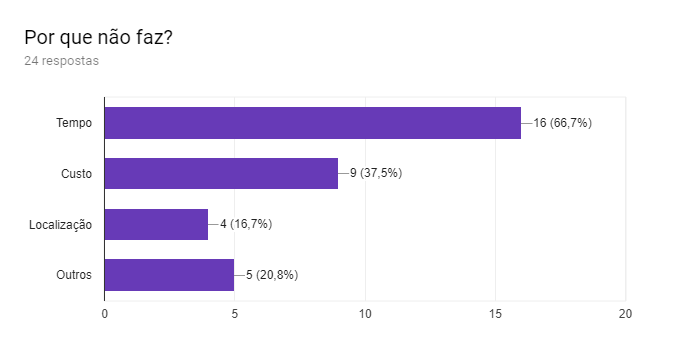 Por que não faz?
24 respostas
Tempo
16 (66,7%)
Custo
9 (37,5%)
Localização
4 (16,7%)
Outros
5 (20,8%)
0 5 10 15 20